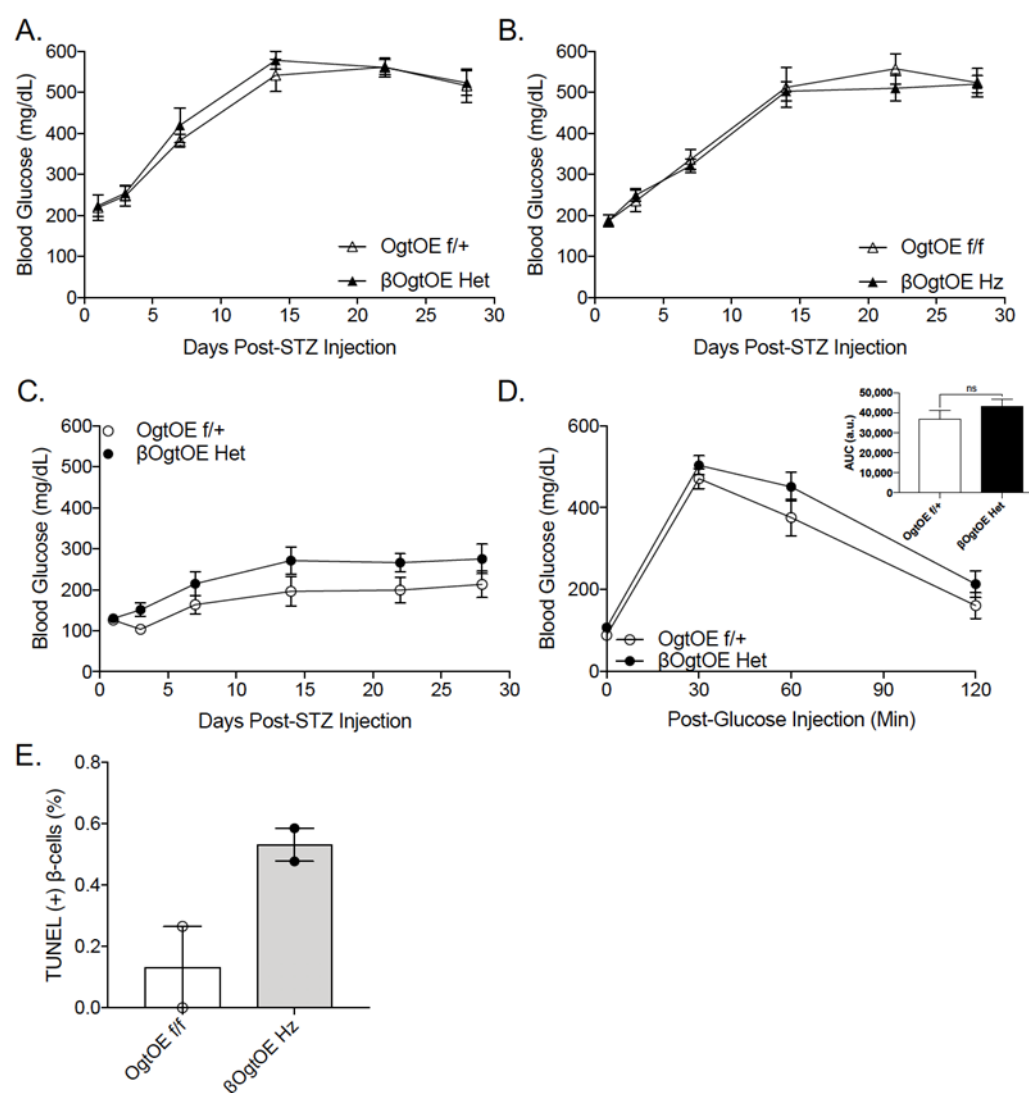 A.
Blood Glucose (mg/dL)
600
500
400
300
200
100
0
OgtOE f/+
βOgtOE Het
0 5 10 15 20 25 30
Days Post-STZ Injection
B.
Blood Glucose (mg/dL)
600
500
400
300
200
100
0
OgtOE f/f
βOgtOE Hz
0 5 10 15 20 25 30
Days Post-STZ Injection
C.
Blood Glucose (mg/dL)
600
500
400
300
200
100
0
OgtOE f/+
βOgtOE Het
0 5 10 15 20 25 30
Days Post-STZ Injection
D.
Blood Glucose (mg/dL)
600
400
200
0
OgtOE f/+
βOgtOE Het
0 30 60 90 120
Post-Glucose Injection (Min)
AUC (a.u.)
50,000
40,000
30,000
20,000
10,000
0
ns
OgtOE f/+
βOgtOE Het
E.
TUNEL (+) β-cells (%)
0.8
0.6
0.4
0.2
0.0
OgtOE f/f
βOgtOE Hz